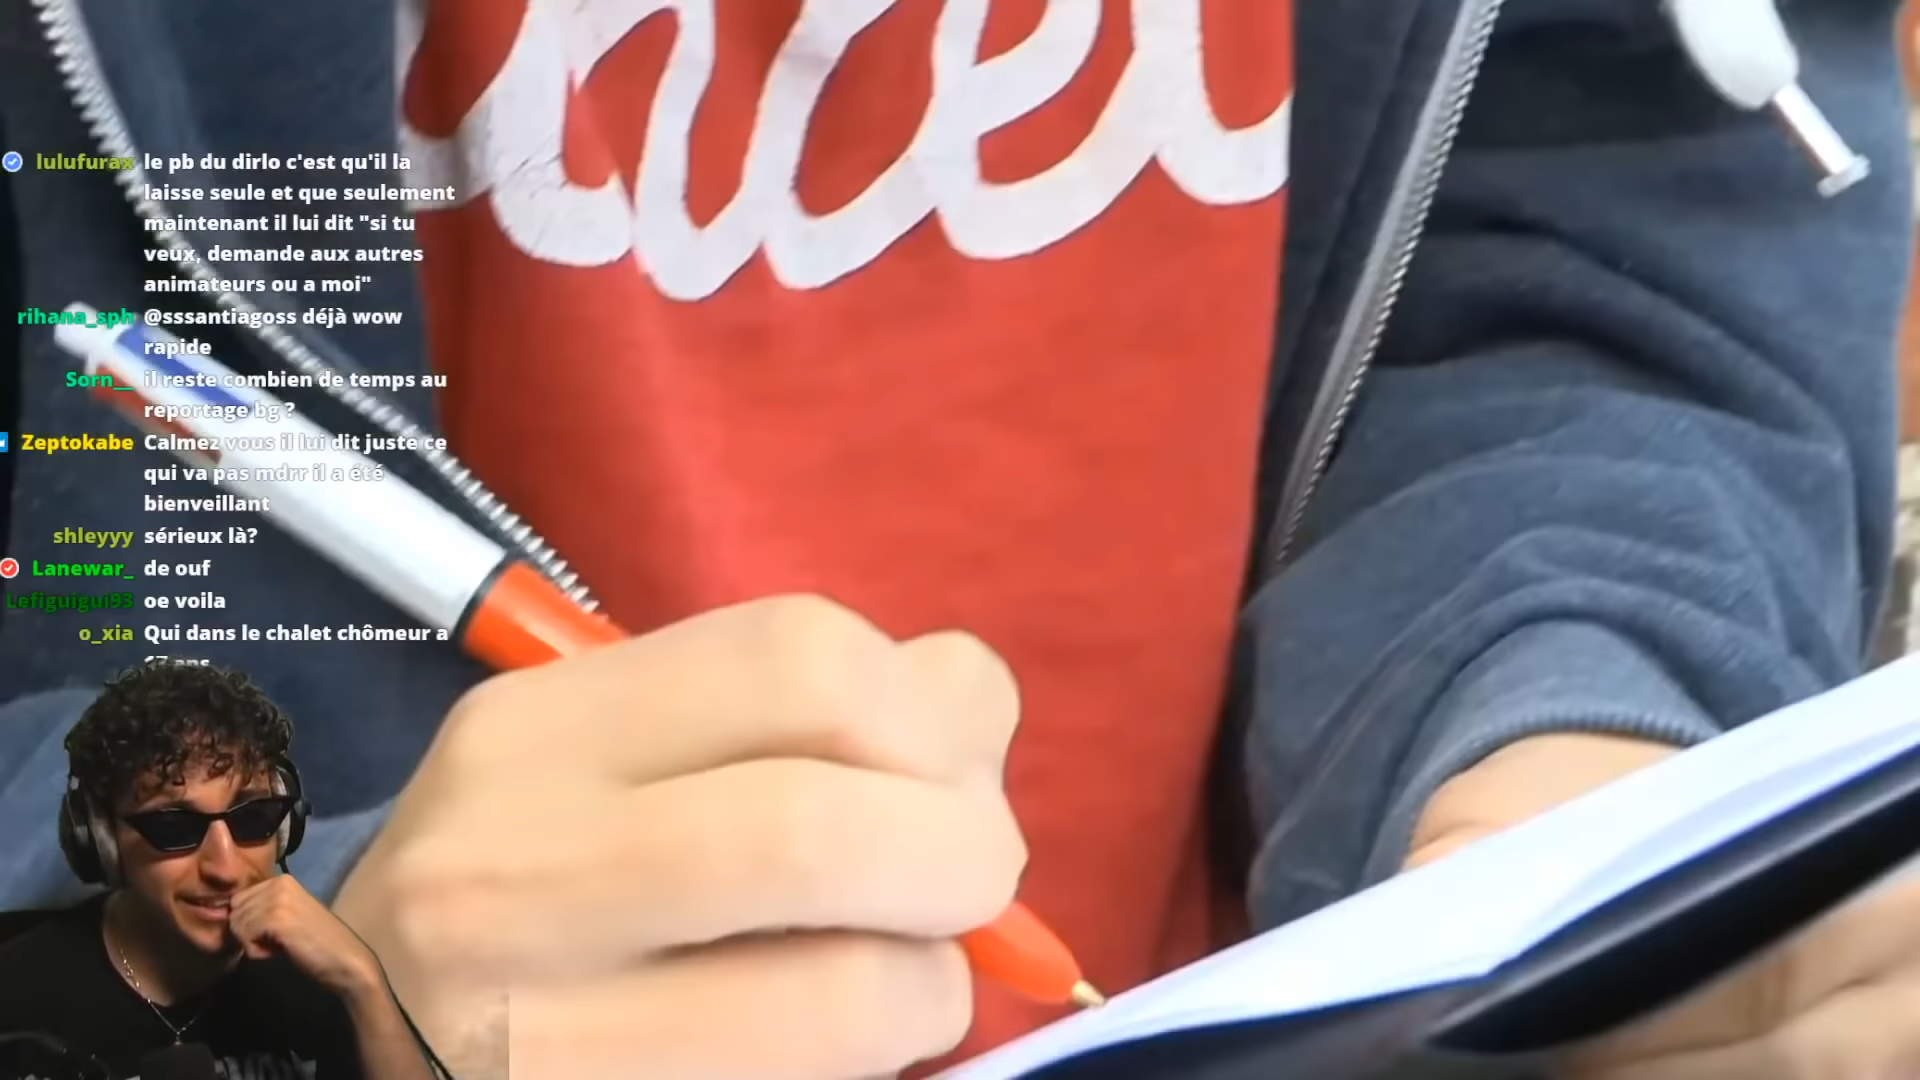 lulufurax le pb du dirlo c'est qu'il la
laisse seule et que seulement
maintenant il lui dit "si tu
veux, demande aux autres
animateurs ou a moi"
rihana_sph @sssantiagoss déjà wow
rapide
Sorn__ il reste combien de temps au
reportage bg ?
Zeptokabe Calmez vous il lui dit juste ce
qui va pas mdrr il a été
bienveillant
shleyyy sérieux là?
Lanewar_ de ouf
Lefiguigui93 oe voila
o_xia Qui dans le chalet chômeur a
17 ans